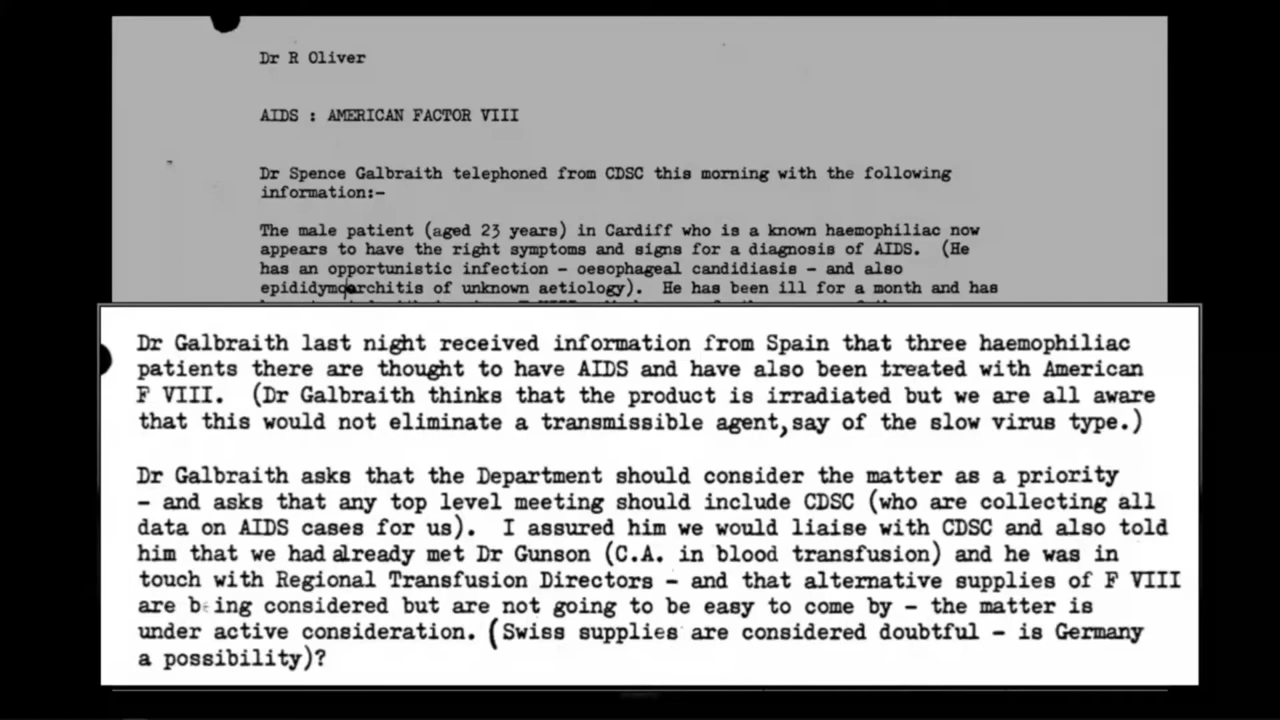 Dr R Oliver
AIDS : AMERICAN FACTOR VIII
Dr Spence Galbraith telephoned from CDSC this morning with the following
information:-
The male patient (aged 23 years) in Cardiff who is a known haemophiliac now
appears to have the right symptoms and signs for a diagnosis of AIDS. (He
has an opportunistic infection - oesophageal candidiasis - and also
epididymoorchitis of unknown aetiology). He has been ill for a month and has
Dr Galbraith last night received information from Spain that three haemophiliac
patients there are thought to have AIDS and have also been treated with American
F VIII. (Dr Galbraith thinks that the product is irradiated but we are all aware
that this would not eliminate a transmissible agent,say of the slow virus type.)
Dr Galbraith asks that the Department should consider the matter as a priority
- and asks that any top level meeting should include CDSC (who are collecting all
data on AIDS cases for us). I assured him we would liaise with CDSC and also told
him that we had already met Dr Gunson (C.A. in blood transfusion) and he was in
touch with Regional Transfusion Directors - and that alternative supplies of F VIII
are being considered but are not going to be easy to come by - the matter is
under active consideration. (Swiss supplies are considered doubtful - is Germany
a possibility)?